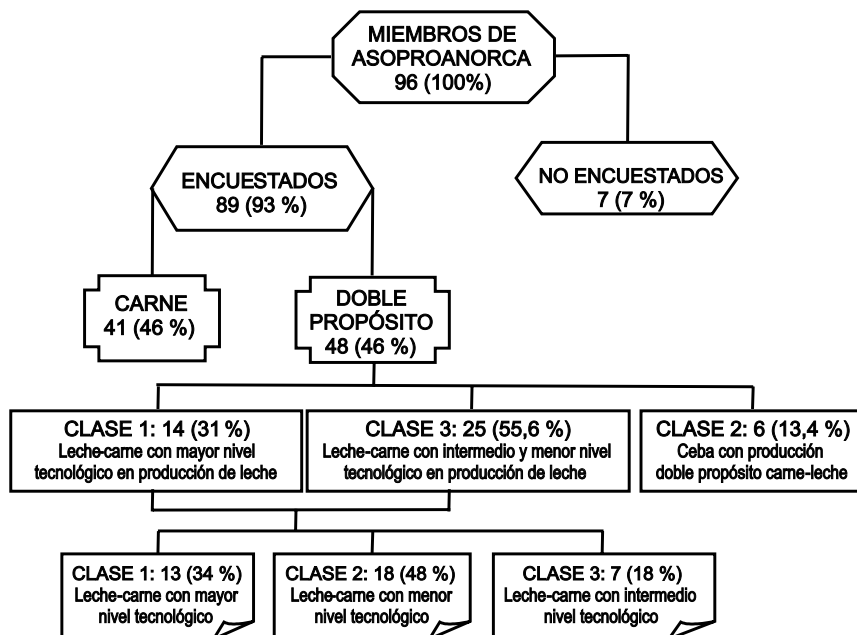 MIEMBROS DE
ASOPROANORCA
96 (100%)
ENCUESTADOS
89 (93 %)
NO ENCUESTADOS
7 (7 %)
CARNE
41 (46 %)
DOBLE
PROPÓSITO
48 (46 %)
CLASE 1: 14 (31 %)
Leche-carne con mayor nivel
tecnológico en producción de leche
CLASE 3: 25 (55,6 %)
Leche-carne con intermedio y menor nivel
tecnológico en producción de leche
CLASE 2: 6 (13,4 %)
Ceba con producción
doble propósito carne-leche
CLASE 1: 13 (34 %)
Leche-carne con mayor
nivel tecnológico
CLASE 2: 18 (48 %)
Leche-carne con menor
nivel tecnológico
CLASE 3: 7 (18 %)
Leche-carne con intermedio
nivel tecnológico